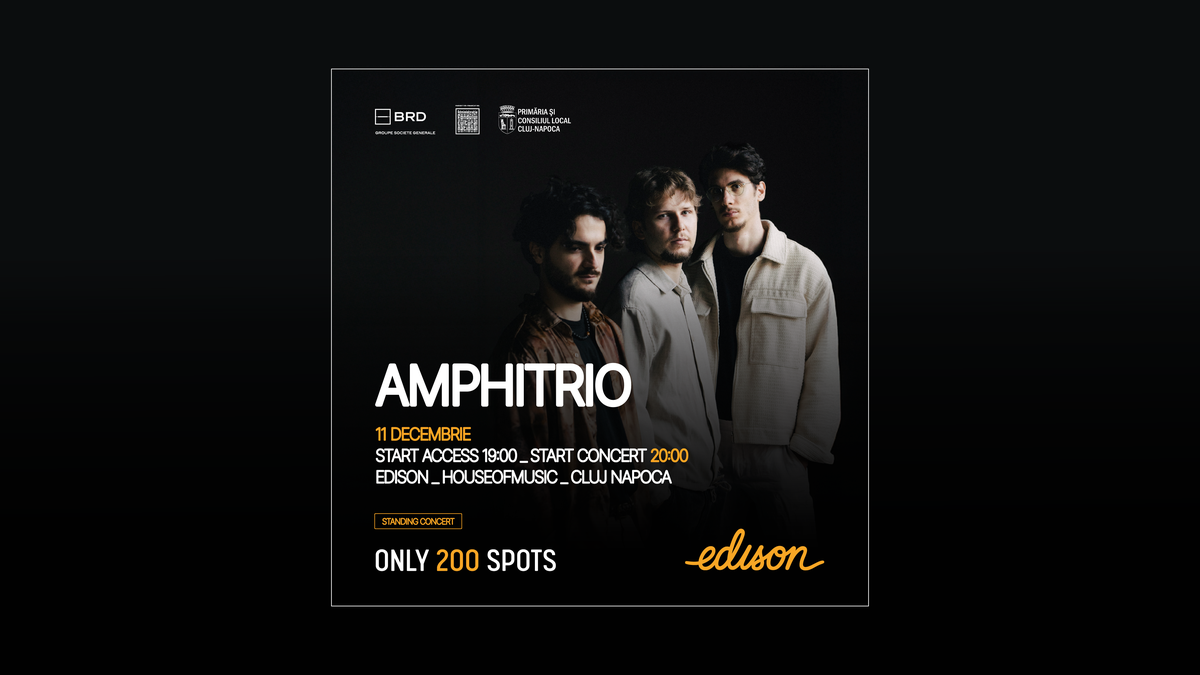 BRD
GROUPE SOCIETE GENERALE
PRIMĂRIA ȘI
CONSILIUL LOCAL
CLUJ-NAPOCA
AMPHITRIO
11 DECEMBRIE
START ACCESS 19:00 _ START CONCERT 20:00
EDISON _ HOUSEOFMUSIC _ CLUJ NAPOCA
STANDING CONCERT
ONLY 200 SPOTS
edison